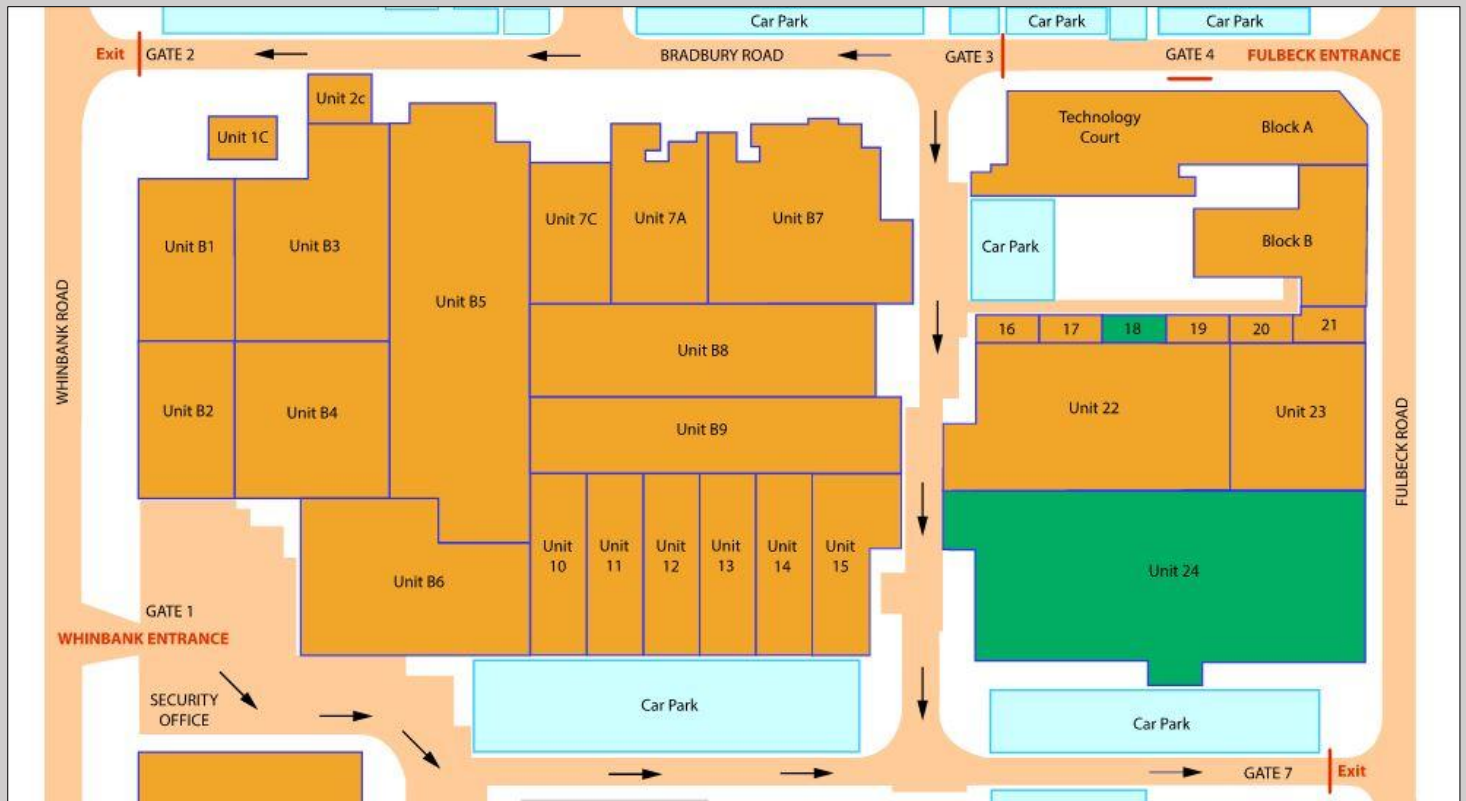 Car Park
Car Park
Car Park
Exit
GATE 2
BRADBURY ROAD
GATE 3
GATE 4
FULBECK ENTRANCE
Unit 2c
Unit 1C
Technology
Court
Block A
Unit B1
Unit B3
Unit B5
Unit 7C
Unit 7A
Unit B7
Car Park
Block B
WHINBANK ROAD
Unit B8
16
17
18
19
20
21
Unit B2
Unit B4
Unit B9
Unit 22
Unit 23
FULBECK ROAD
Unit B6
Unit
10
Unit
11
Unit
12
Unit
13
Unit
14
Unit
15
Unit 24
GATE 1
WHINBANK ENTRANCE
SECURITY
OFFICE
Car Park
Car Park
GATE 7
Exit